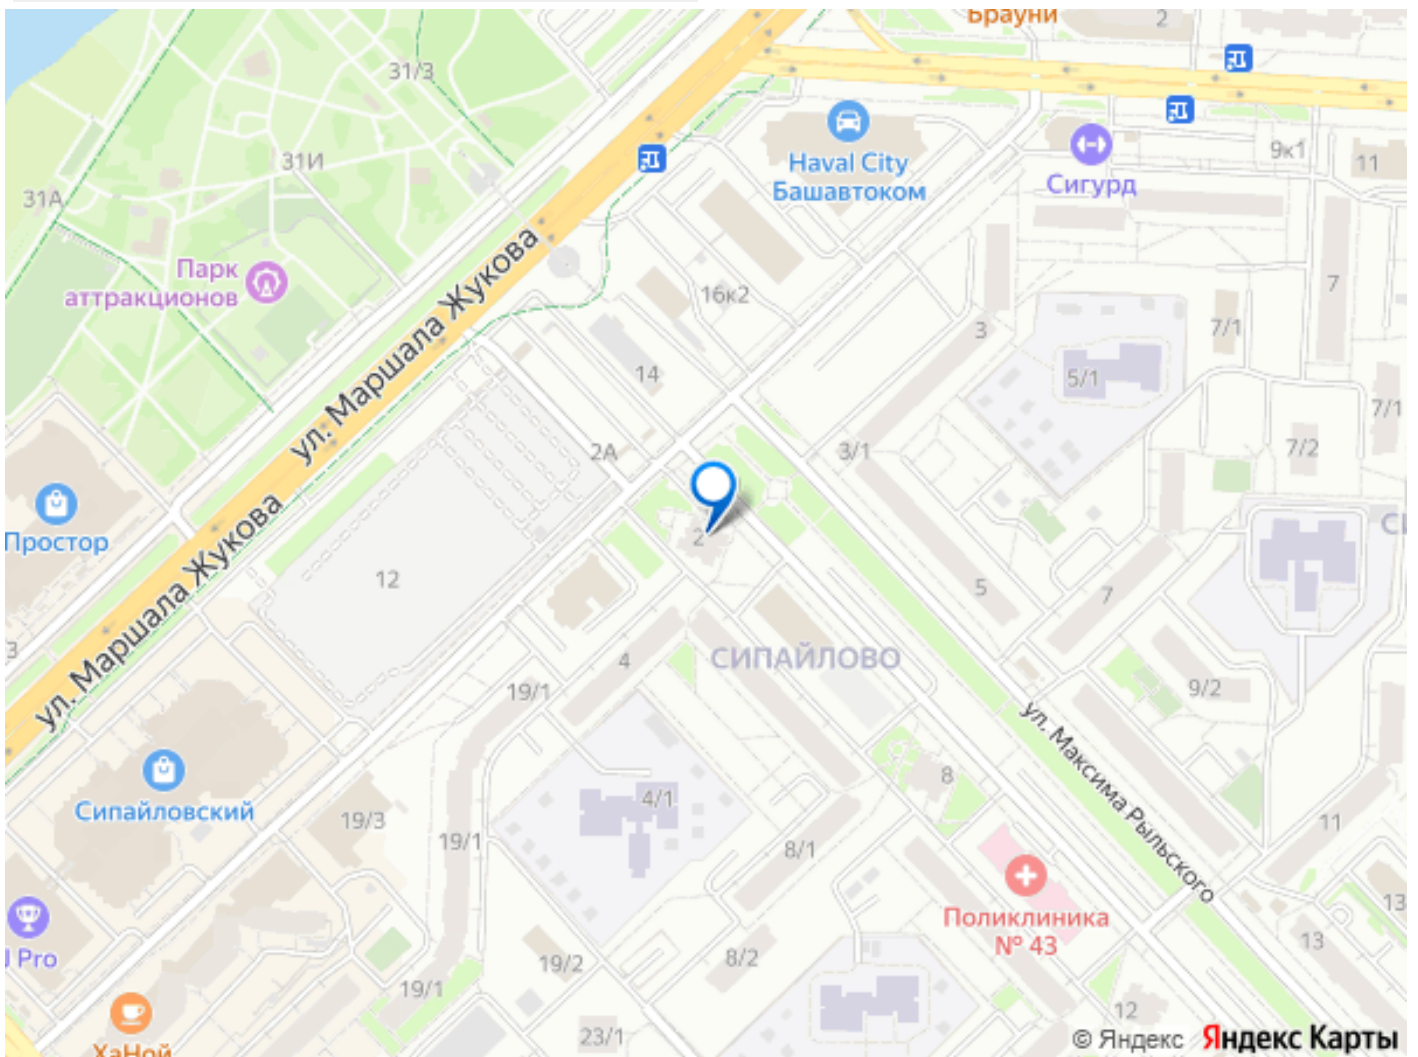 Брауни
2
31/3
31И
31А
Haval City
Башавтоком
Сигурд
9к1
11
Парк
аттракционов
ул. Маршала Жукова
16к2
14
3
7/1
7
5/1
7/1
7/2
2А
3/1
Простор
ул. Маршала Жукова
12
2
5
7
СИ
3
4
СИПАЙЛОВО
19/1
9/2
ул. Максима Рыльского
Сипайловский
19/3
19/1
4/1
8
8/1
11
Поликлиника
№ 43
13
13
Pro
19/2
8/2
19/1
12
ХаНой
23/1
© Яндекс Яндекс Карты